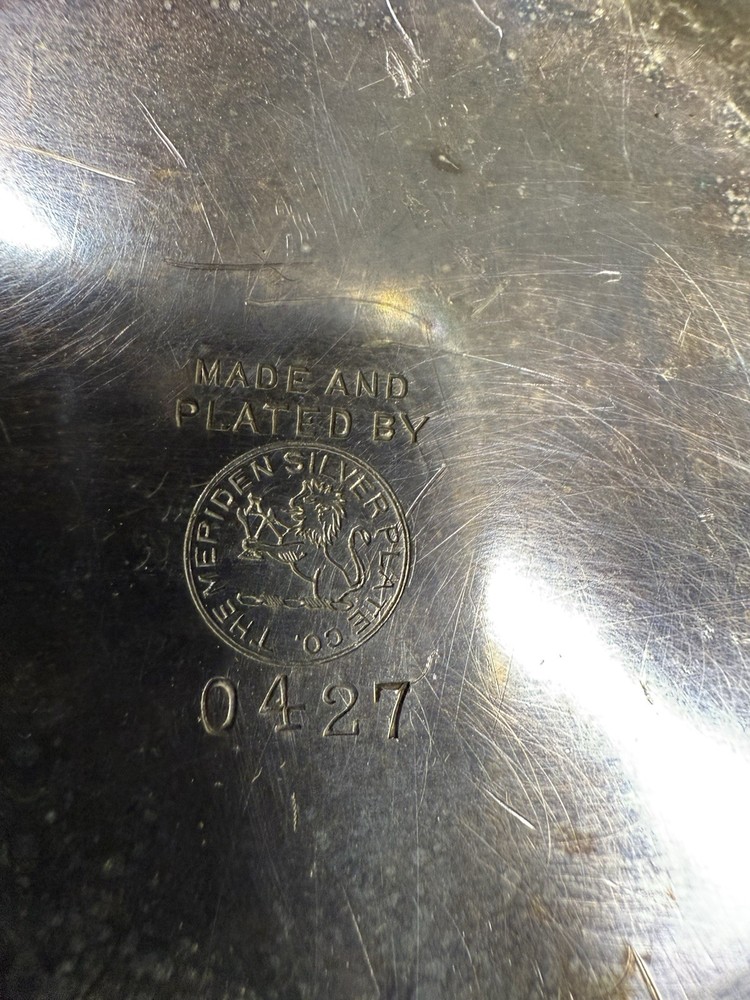 MADE AND
PLATED BY
THE MERIDEN SILVER PLATE CO.
0427